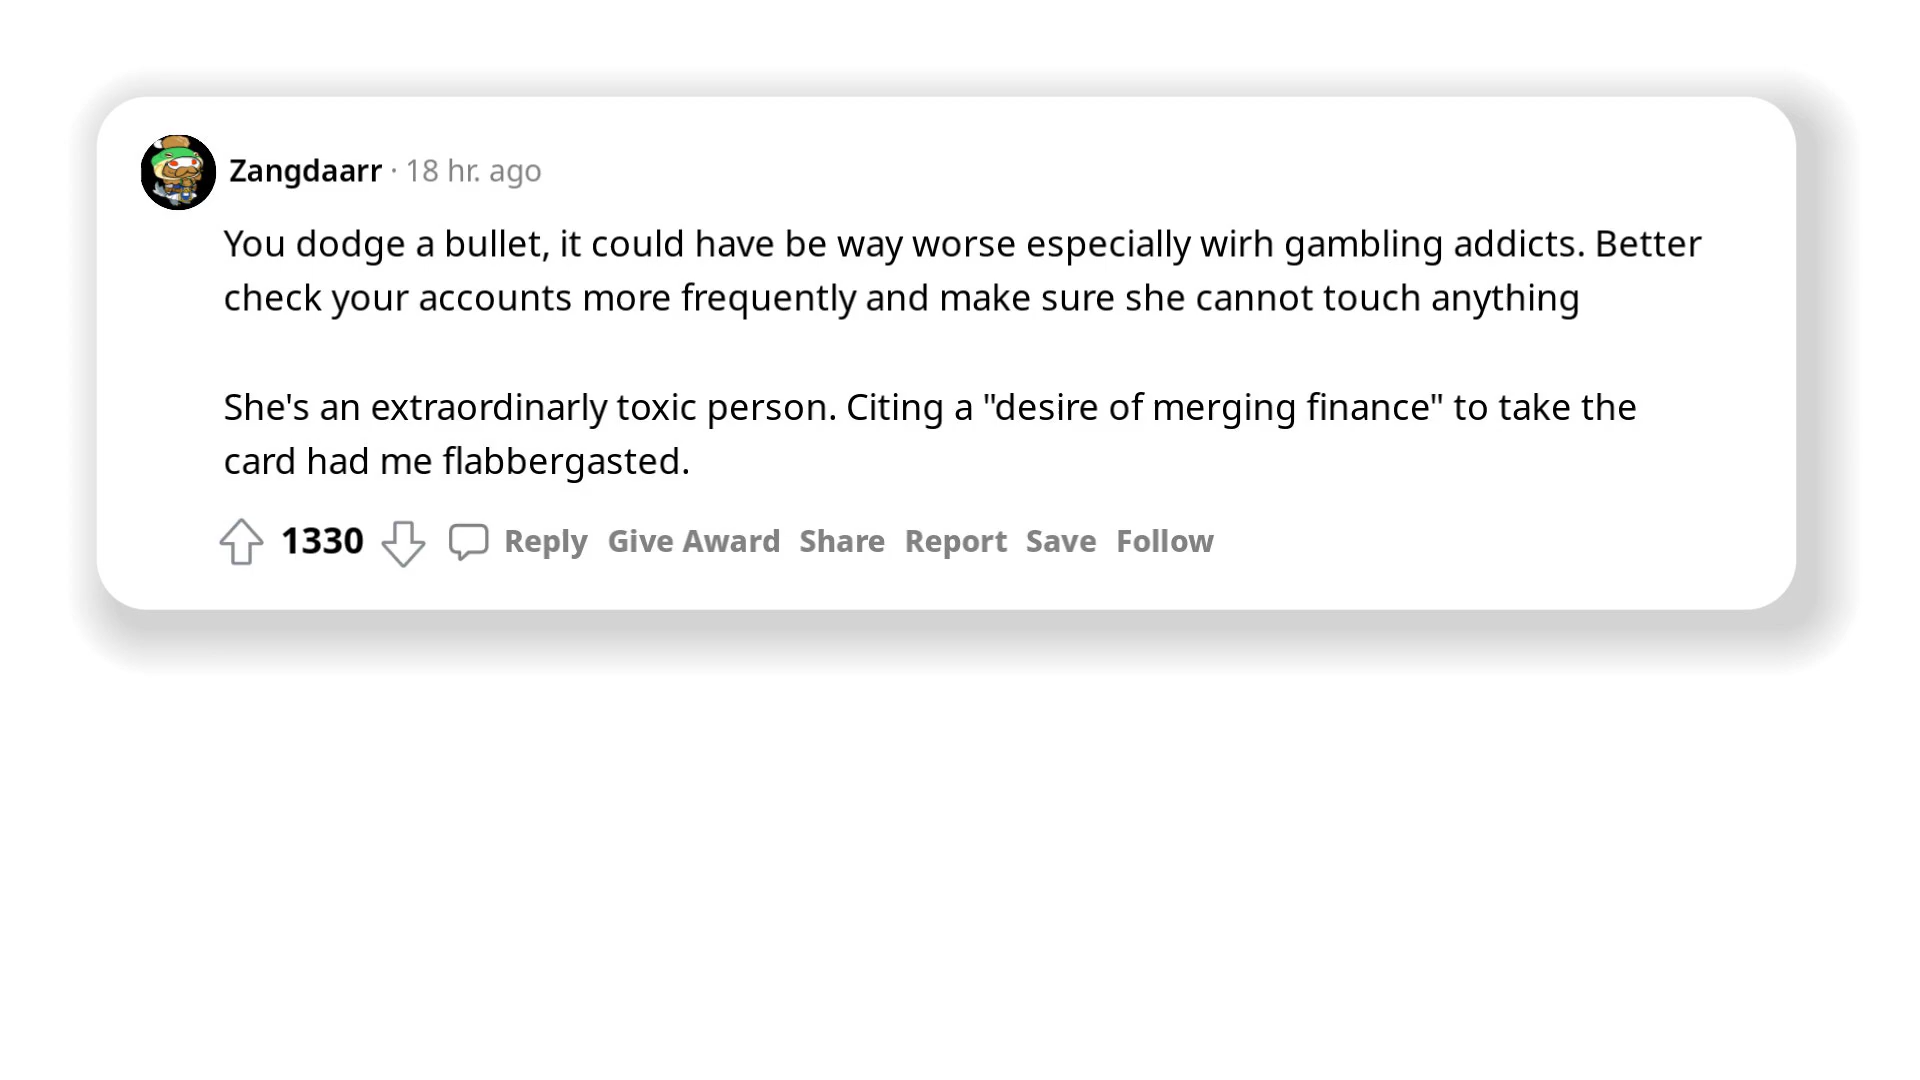 Zangdaarr · 18 hr. ago
You dodge a bullet, it could have be way worse especially wirh gambling addicts. Better
check your accounts more frequently and make sure she cannot touch anything
She's an extraordinarly toxic person. Citing a "desire of merging finance" to take the
card had me flabbergasted.
1330 Reply Give Award Share Report Save Follow